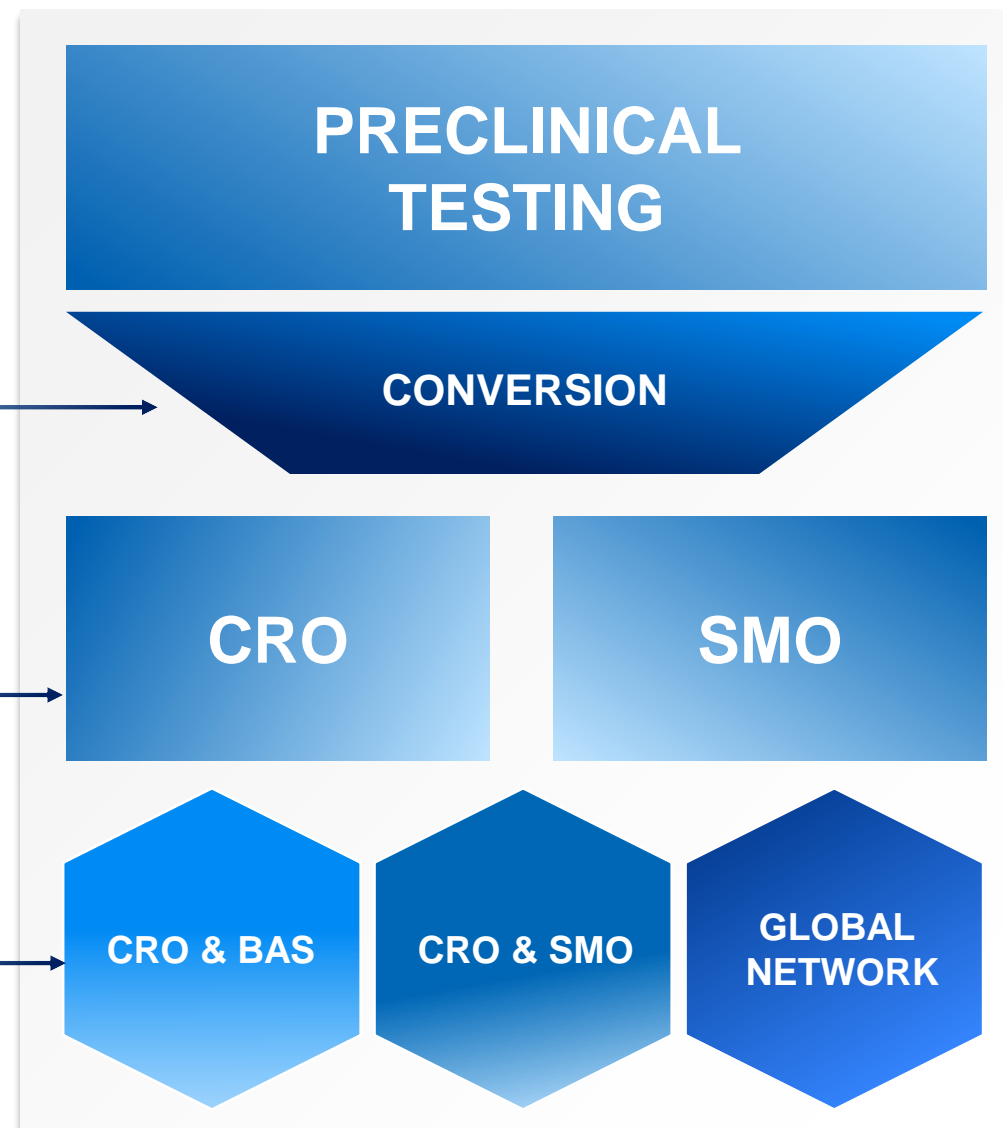 PRECLINICAL
TESTING
CONVERSION
CRO
SMO
CRO & BAS
CRO & SMO
GLOBAL
NETWORK